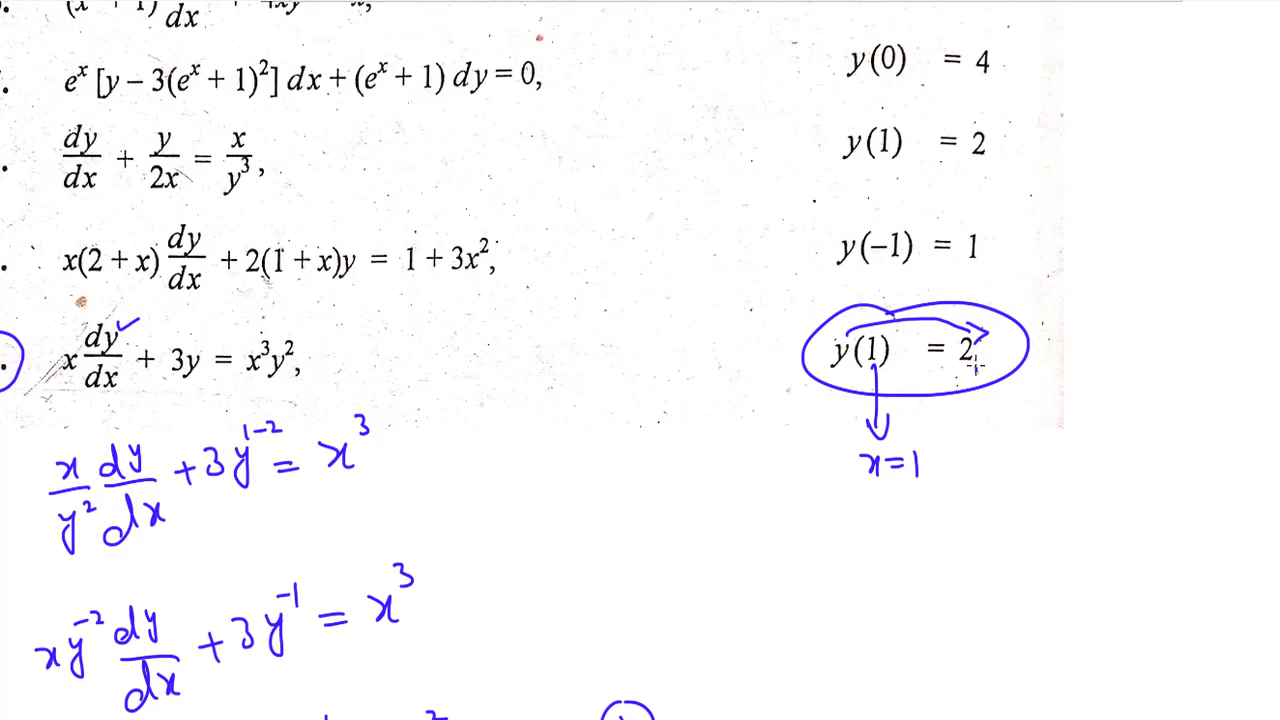 dx
e^x [y – 3(e^x + 1)^2] dx + (e^x + 1) dy = 0, y(0) = 4
dy/dx + y/2x = x/y^3, y(1) = 2
x(2 + x) dy/dx + 2(1 + x)y = 1 + 3x^2, y(–1) = 1
x dy/dx + 3y = x^3y^2, y(1) = 2
x/y^2 dy/dx + 3y^1-2 = x^3
x=1
xy^-2 dy/dx + 3y^-1 = x^3